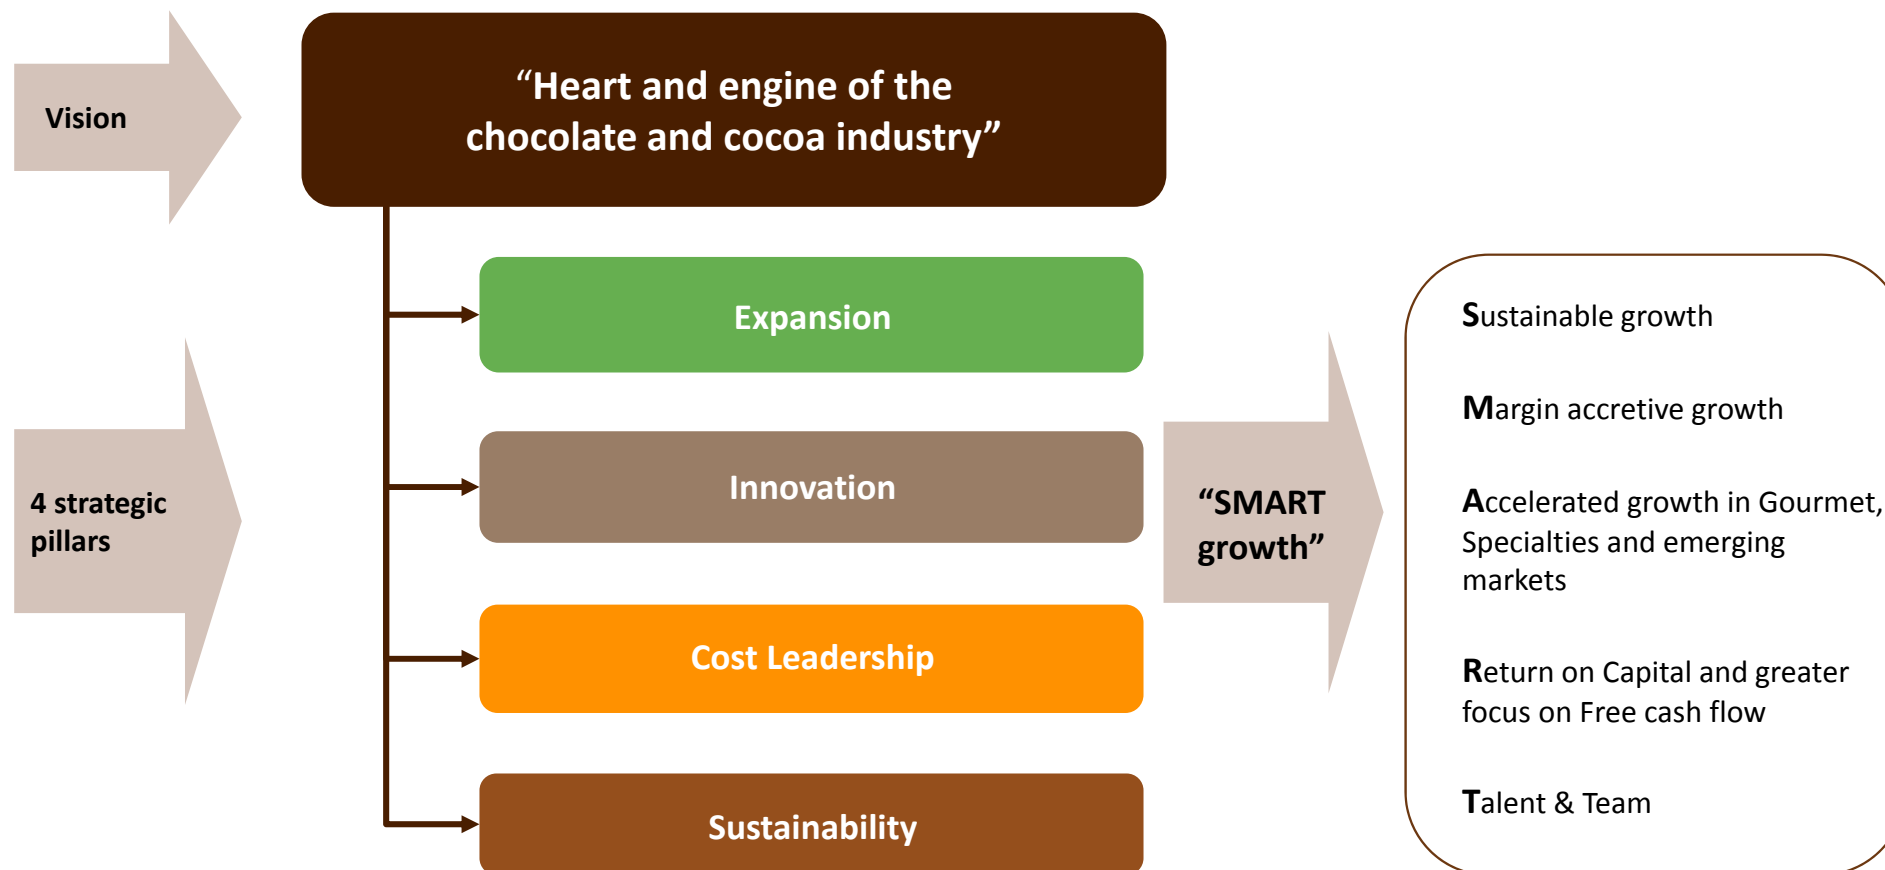 Vision
“Heart and engine of the
chocolate and cocoa industry”
4 strategic
pillars
Expansion
Innovation
Cost Leadership
Sustainability
“SMART
growth”
Sustainable growth
Margin accretive growth
Accelerated growth in Gourmet,
Specialties and emerging
markets
Return on Capital and greater
focus on Free cash flow
Talent & Team